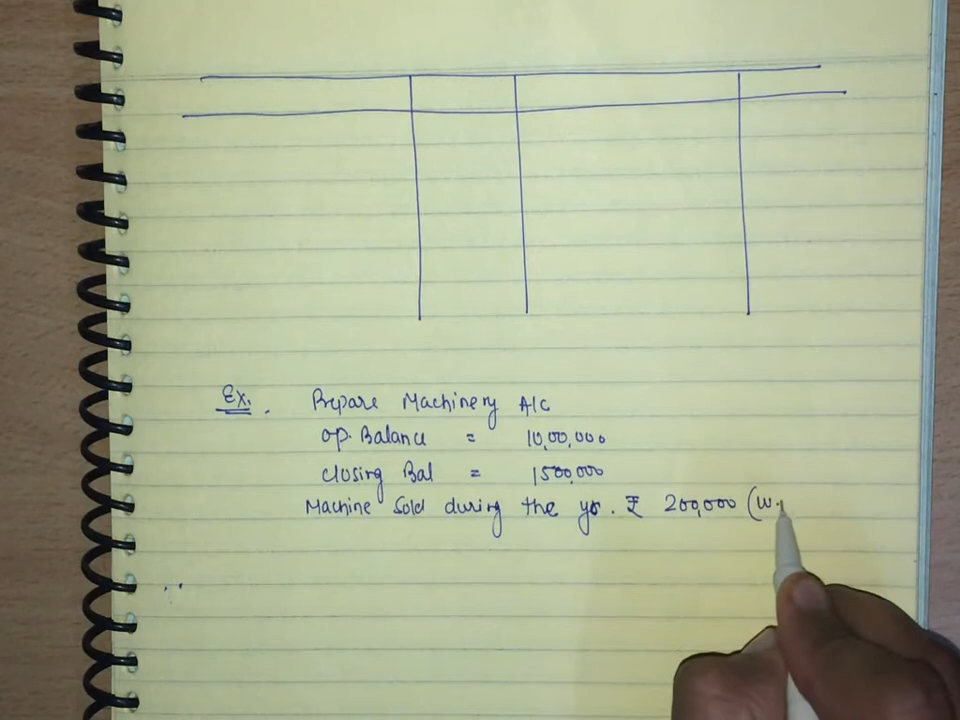 Ex. Prepare Machinery A/C
Op. Balance = 10,00,000
Closing Bal = 1500,000
Machine Sold during the yr. ₹ 200,000 (W.